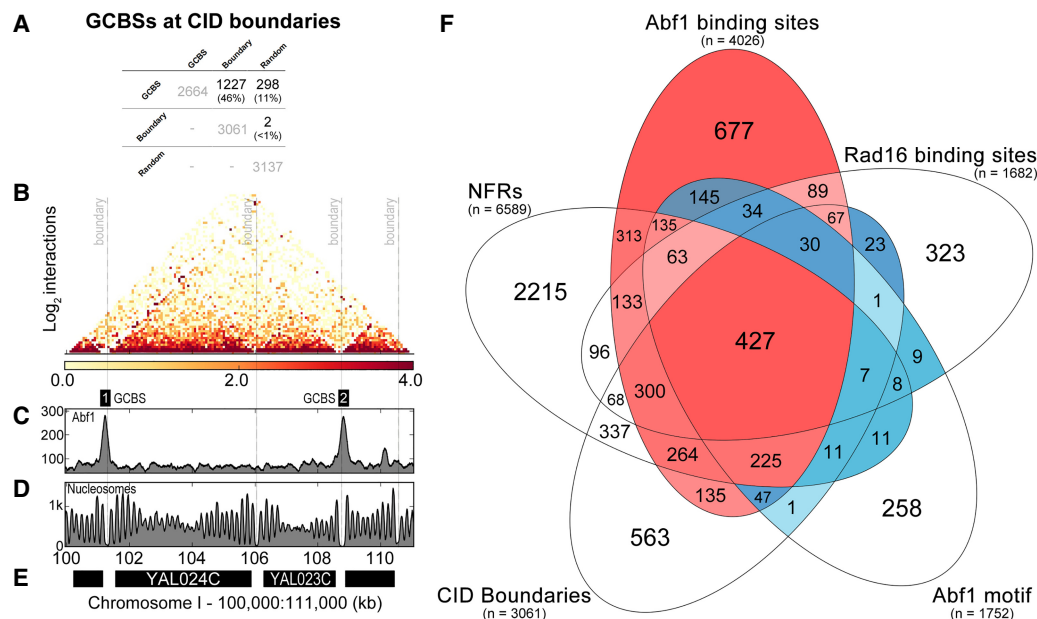 A
GCBSs at CID boundaries
GCBS
Boundary
Random
GCBS
2664
1227
(46%)
298
(11%)
Boundary
-
3061
2
(<1%)
Random
-
-
3137
B
Log2 interactions
boundary
boundary
boundary
boundary
0.0
2.0
4.0
1
GCBS
GCBS
2
C
Abf1
300
200
100
D
Nucleosomes
1k
0
100
102
104
106
108
110
E
YAL024C
YAL023C
Chromosome I - 100,000:111,000 (kb)
F
Abf1 binding sites
(n = 4026)
Rad16 binding sites
(n = 1682)
NFRs
(n = 6589)
677
145
34
89
67
313
135
63
30
23
323
2215
133
1
96
427
9
7
8
68
300
337
264
225
11
11
135
47
1
258
563
CID Boundaries
(n = 3061)
Abf1 motif
(n = 1752)